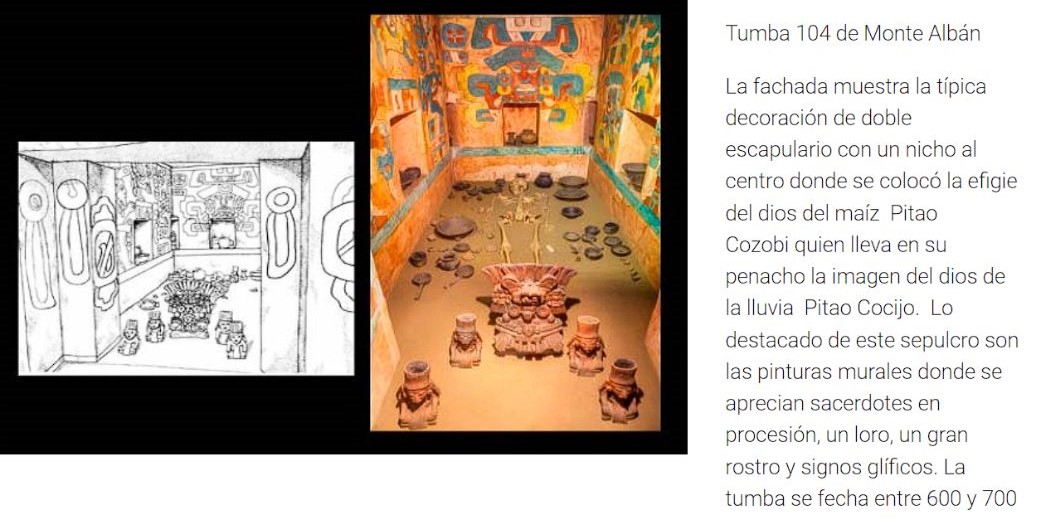 Tumba 104 de Monte Albán
La fachada muestra la típica
decoración de doble
escapulario con un nicho al
centro donde se colocó la efigie
del dios del maíz  Pitao
Cozobi quien lleva en su
penacho la imagen del dios de
la lluvia  Pitao Cocijo.  Lo
destacado de este sepulcro son
las pinturas murales donde se
aprecian sacerdotes en
procesión, un loro, un gran
rostro y signos glíficos. La
tumba se fecha entre 600 y 700